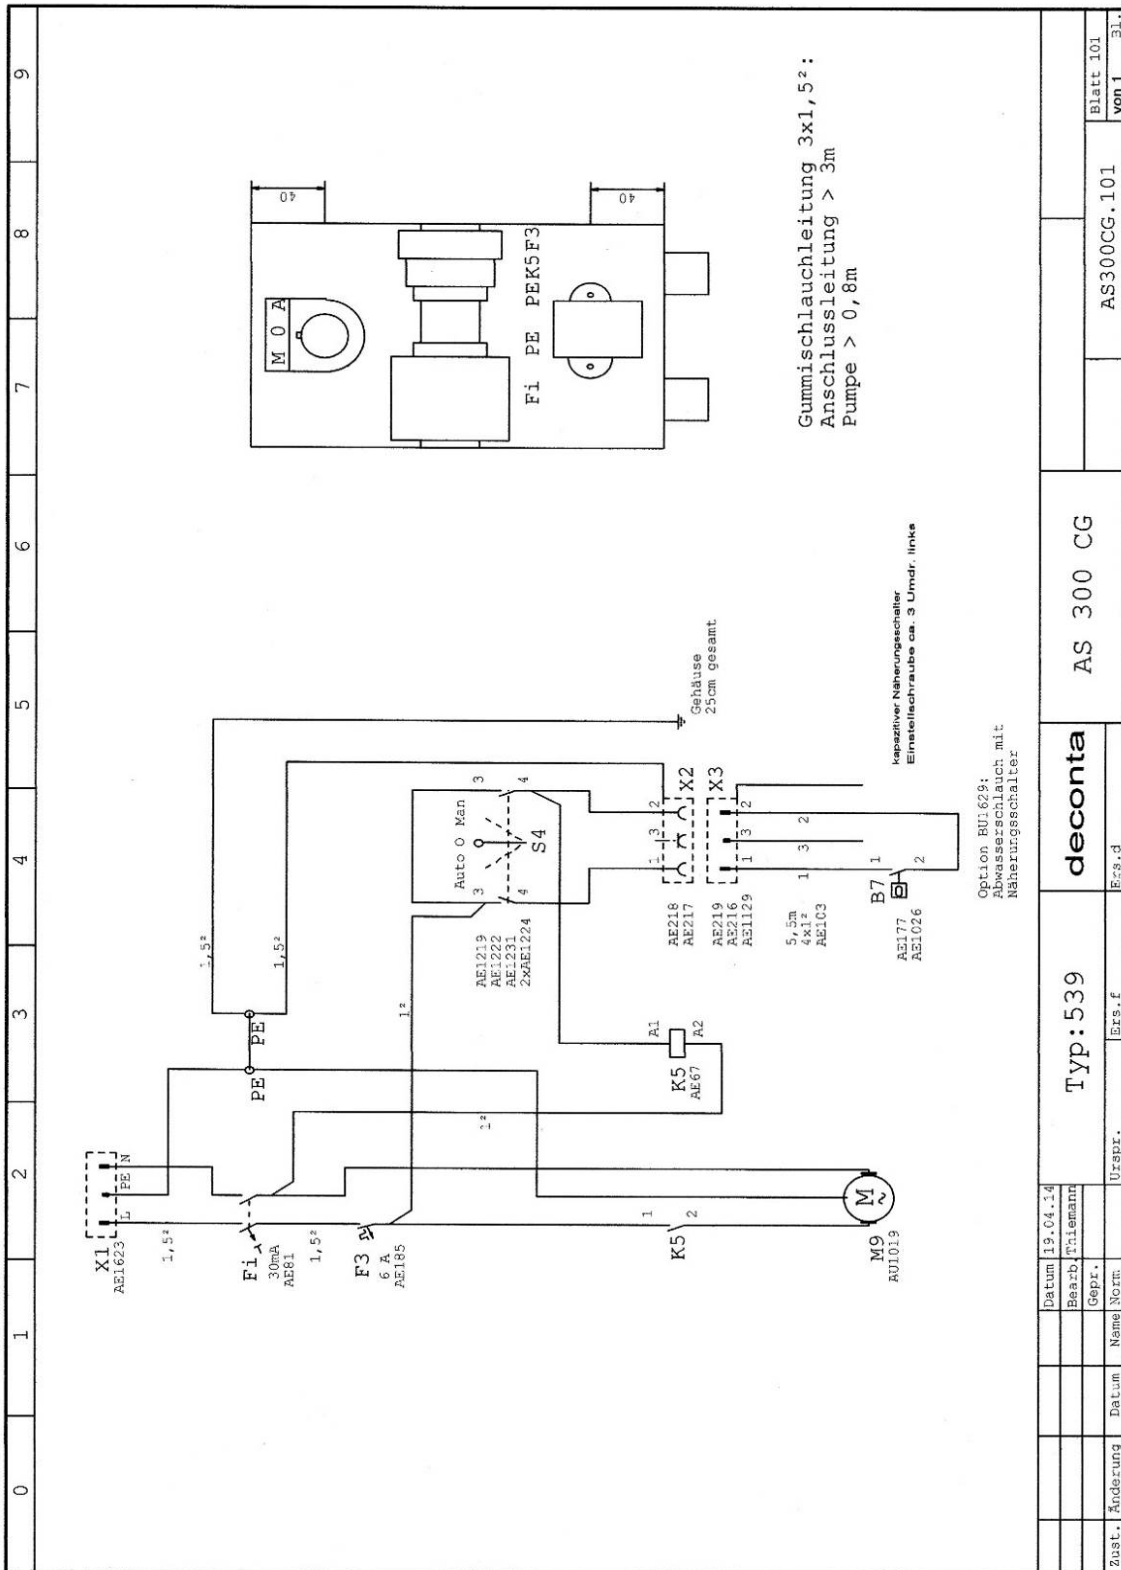 0 1 2 3 4 5 6 7 8 9
X1
AE1623
L PE N
1,5²
Fi
30mA
AE81
1,5²
F3
6 A
AE185
K5
1
2
M
~
M9
AU1019
PE PE
1,5²
1,5²
1²
1²
K5
AE67
A1
A2
AE1219
AE1222
AE1231
2xAE1224
Auto 0 Man
3
4
3
4
S4
AE218
AE217
1 3 2
X2
AE219
AE216
AE1129
1 3 2
X3
5,5m
4x1²
AE103
1 3 2
B7
1
2
AE177
AE1026
Gehäuse
25cm gesamt
kapazitiver Näherungsschalter
Einstellschraube ca. 3 Umdr. links
Option BU1629:
Abwasserschlauch mit
Näherungsschalter
M 0 A
40
40
Fi PE PEK5F3
Gummischlauchleitung 3x1,5²:
Anschlussleitung > 3m
Pumpe > 0,8m
Datum 19.04.14
Bearb. Thiemann
Gepr.
Zust. Änderung Datum Name Norm
Urspr. Ers.f Ers.d
Typ:539
deconta
AS 300 CG
AS300CG.101
Blatt 101
von 1 31.